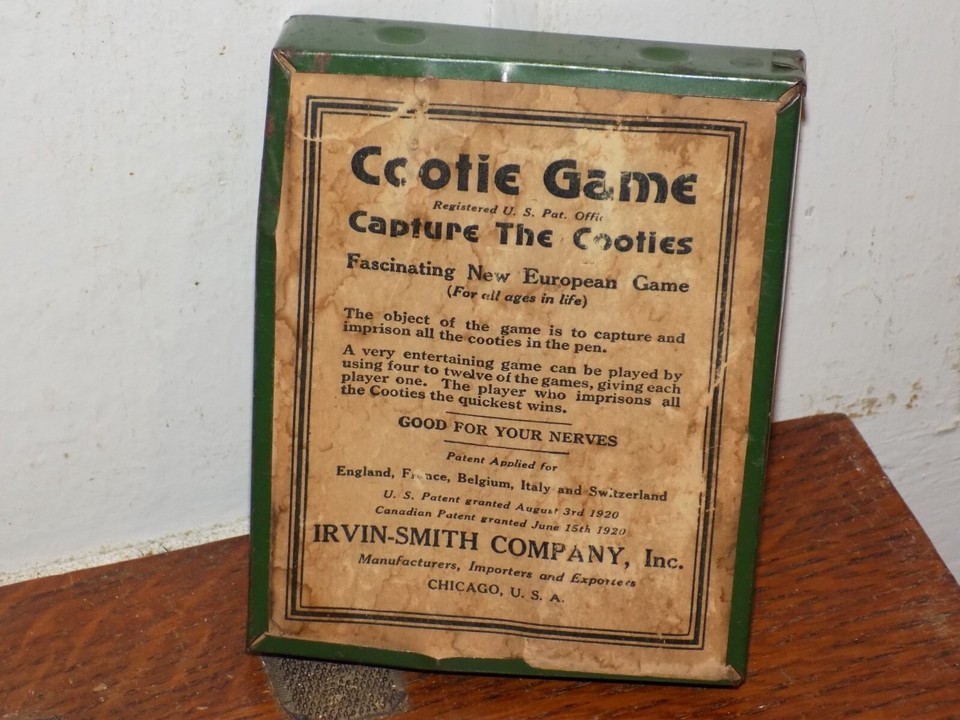 Cootie Game
Registered U. S. Pat. Offic
Capture The Cooties
Fascinating New European Game
(For all ages in life)
The object of the game is to capture and
imprison all the cooties in the pen.
A very entertaining game can be played by
using four to twelve of the games, giving each
player one. The player who imprisons all
the Cooties the quickest wins.
GOOD FOR YOUR NERVES
Patent Applied for
England, France, Belgium, Italy and Switzerland
U. S. Patent granted August 3rd 1920
Canadian Patent granted June 15th 1920
IRVIN-SMITH COMPANY, Inc.
Manufacturers, Importers and Exporters
CHICAGO, U. S. A.